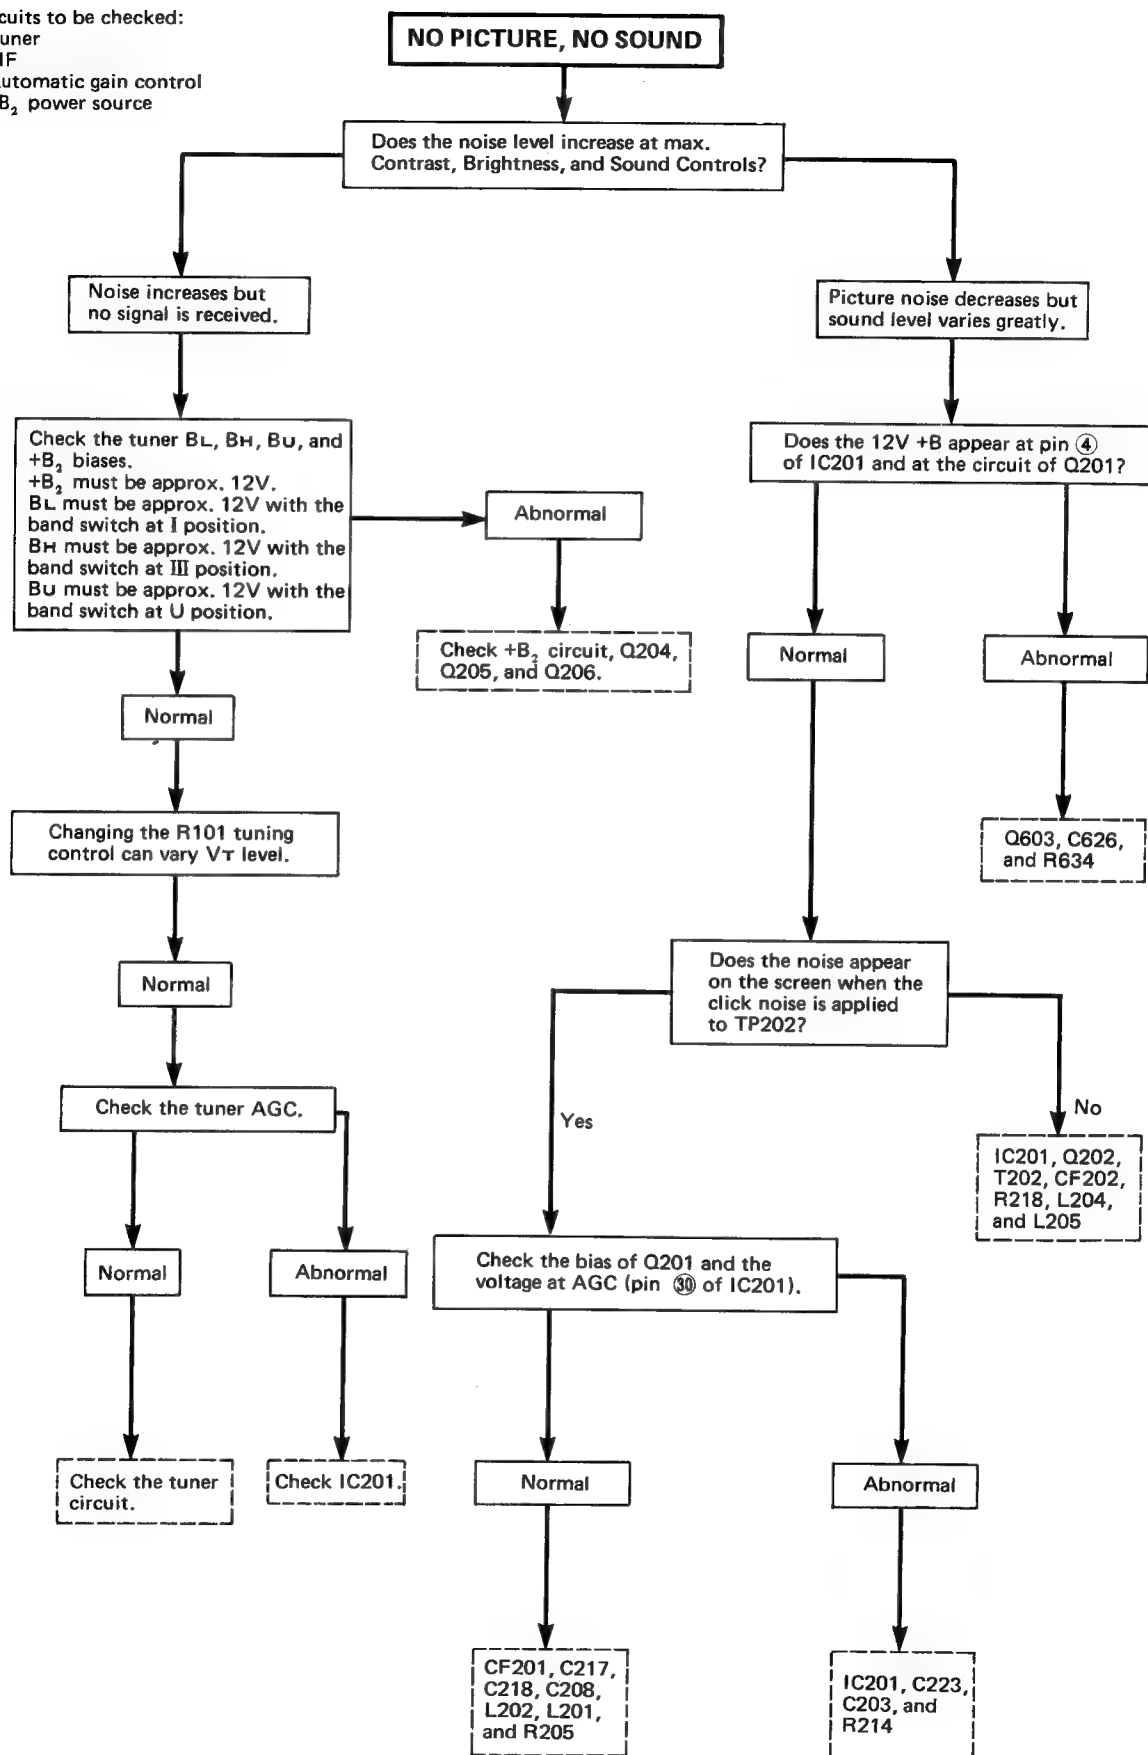 cuits to be checked:
uner
IF
utomatic gain control
B₂ power source
NO PICTURE, NO SOUND
Does the noise level increase at max.
Contrast, Brightness, and Sound Controls?
Noise increases but
no signal is received.
Picture noise decreases but
sound level varies greatly.
Check the tuner BL, BH, BU, and
+B₂ biases.
+B₂ must be approx. 12V.
BL must be approx. 12V with the
band switch at I position.
BH must be approx. 12V with the
band switch at III position.
BU must be approx. 12V with the
band switch at U position.
Abnormal
Check +B₂ circuit, Q204,
Q205, and Q206.
Does the 12V +B appear at pin ④
of IC201 and at the circuit of Q201?
Normal
Abnormal
Q603, C626,
and R634
Normal
Changing the R101 tuning
control can vary VT level.
Normal
Does the noise appear
on the screen when the
click noise is applied
to TP202?
Check the tuner AGC.
Yes
No
IC201, Q202,
T202, CF202,
R218, L204,
and L205
Normal
Abnormal
Check the bias of Q201 and the
voltage at AGC (pin ㉚ of IC201).
Check the tuner
circuit.
Check IC201.
Normal
Abnormal
CF201, C217,
C218, C208,
L202, L201,
and R205
IC201, C223,
C203, and
R214